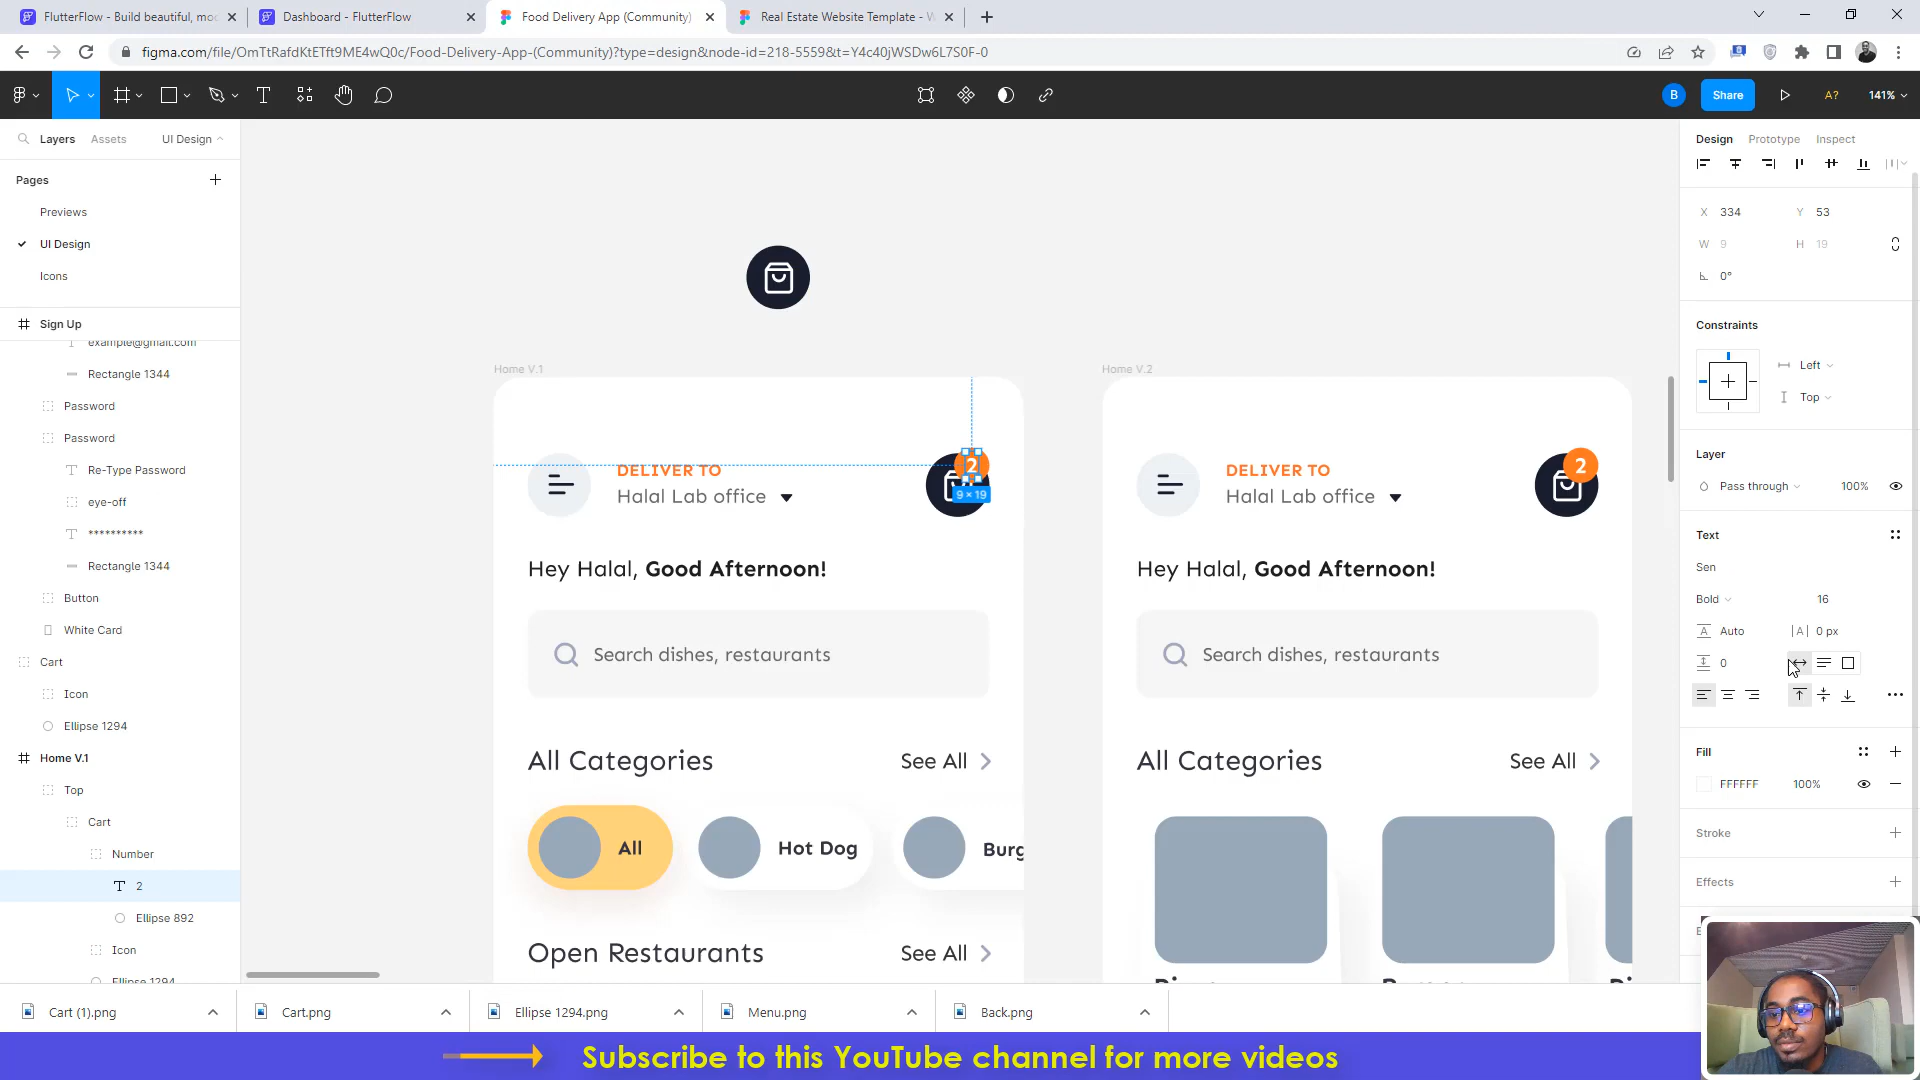 FlutterFlow - Build beautiful, mo
Dashboard - FlutterFlow
Food Delivery App (Community)
Real Estate Website Template - W
figma.com/file/OmTtRafdKtETft9ME4wQ0c/Food-Delivery-App-(Community)?type=design&node-id=218-5559&t=Y4c40jWSDw6L7S0F-0
B
Share
A?
141%
Layers
Assets
UI Design
Pages
Previews
UI Design
Icons
Sign Up
example@gmail.com
Rectangle 1344
Password
Password
Re-Type Password
eye-off
**********
Rectangle 1344
Button
White Card
Cart
Icon
Ellipse 1294
Home V.1
Top
Cart
Number
2
Ellipse 892
Icon
Ellipse 1294
Home V.1
DELIVER TO
Halal Lab office
2
9 × 19
Hey Halal, Good Afternoon!
Search dishes, restaurants
All Categories
See All
All
Hot Dog
Burg
Open Restaurants
See All
Home V.2
DELIVER TO
Halal Lab office
2
Hey Halal, Good Afternoon!
Search dishes, restaurants
All Categories
See All
Design
Prototype
Inspect
X 334
Y 53
W 9
H 19
0°
Constraints
Left
Top
Layer
Pass through
100%
Text
Sen
Bold
16
Auto
0 px
0
Fill
FFFFFF
100%
Stroke
Effects
Cart (1).png
Cart.png
Ellipse 1294.png
Menu.png
Back.png
Subscribe to this YouTube channel for more videos